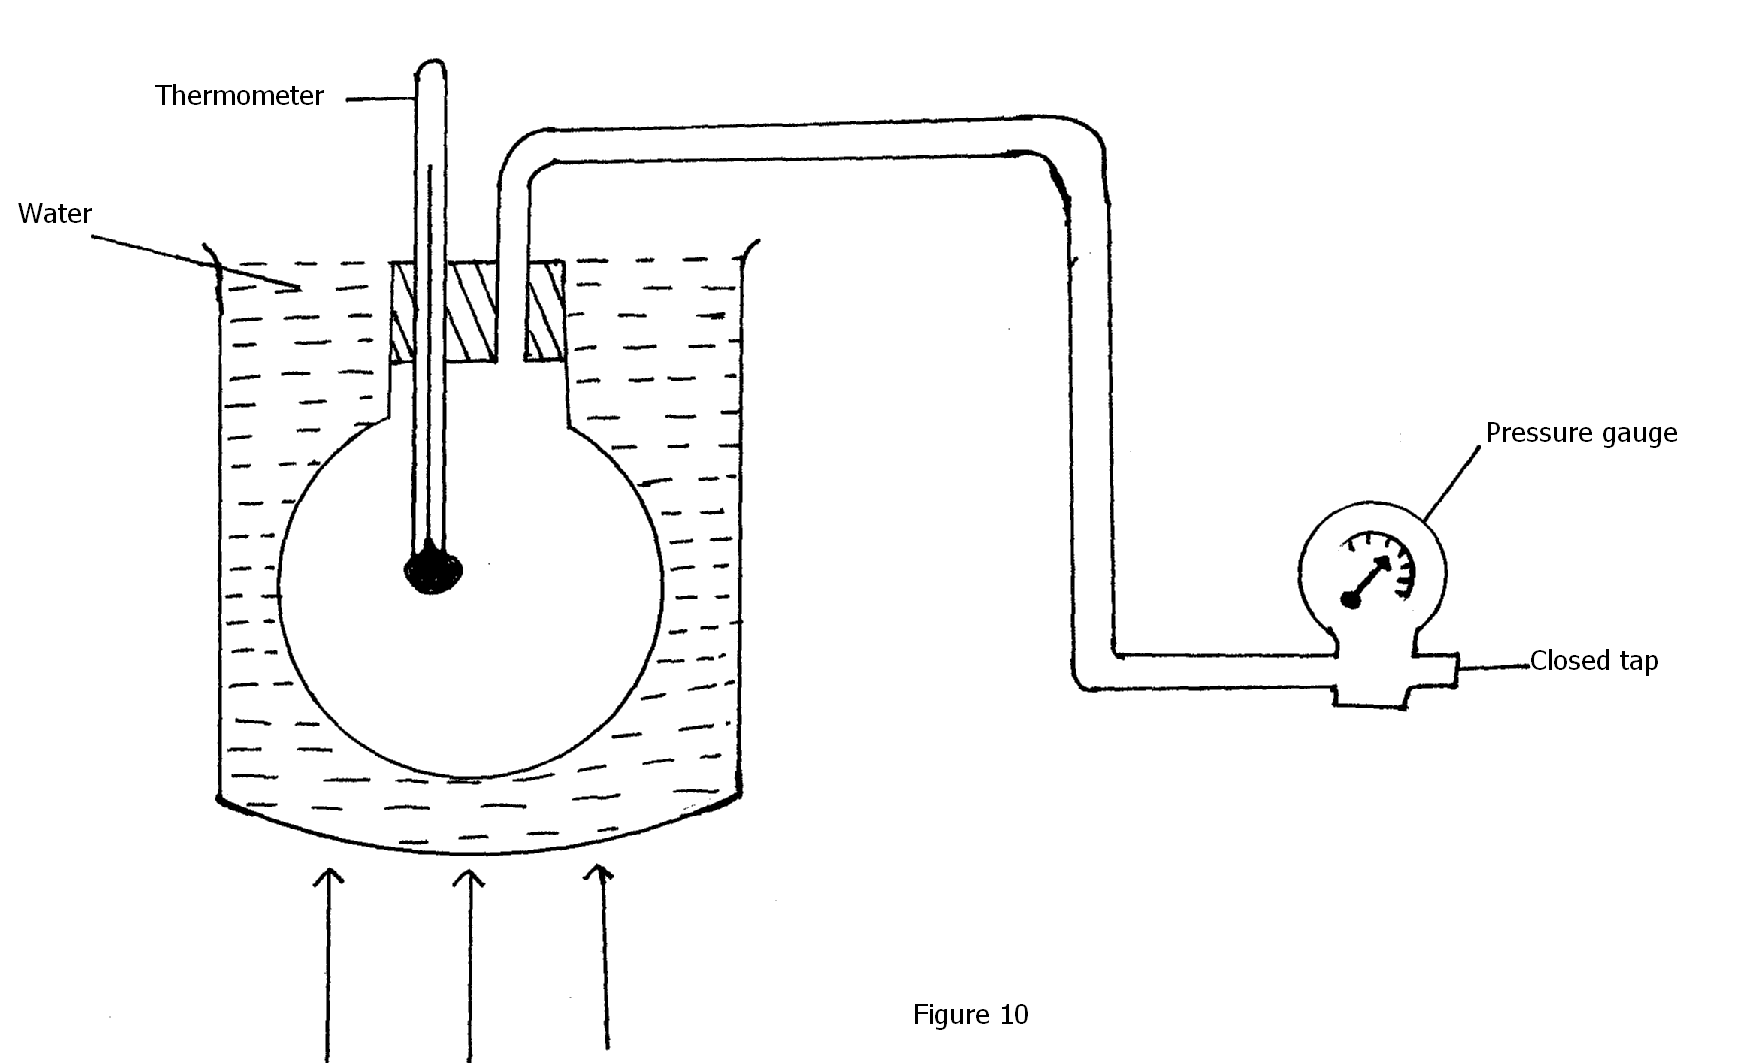 Thermometer
Water
Pressure gauge
Closed tap
Figure 10